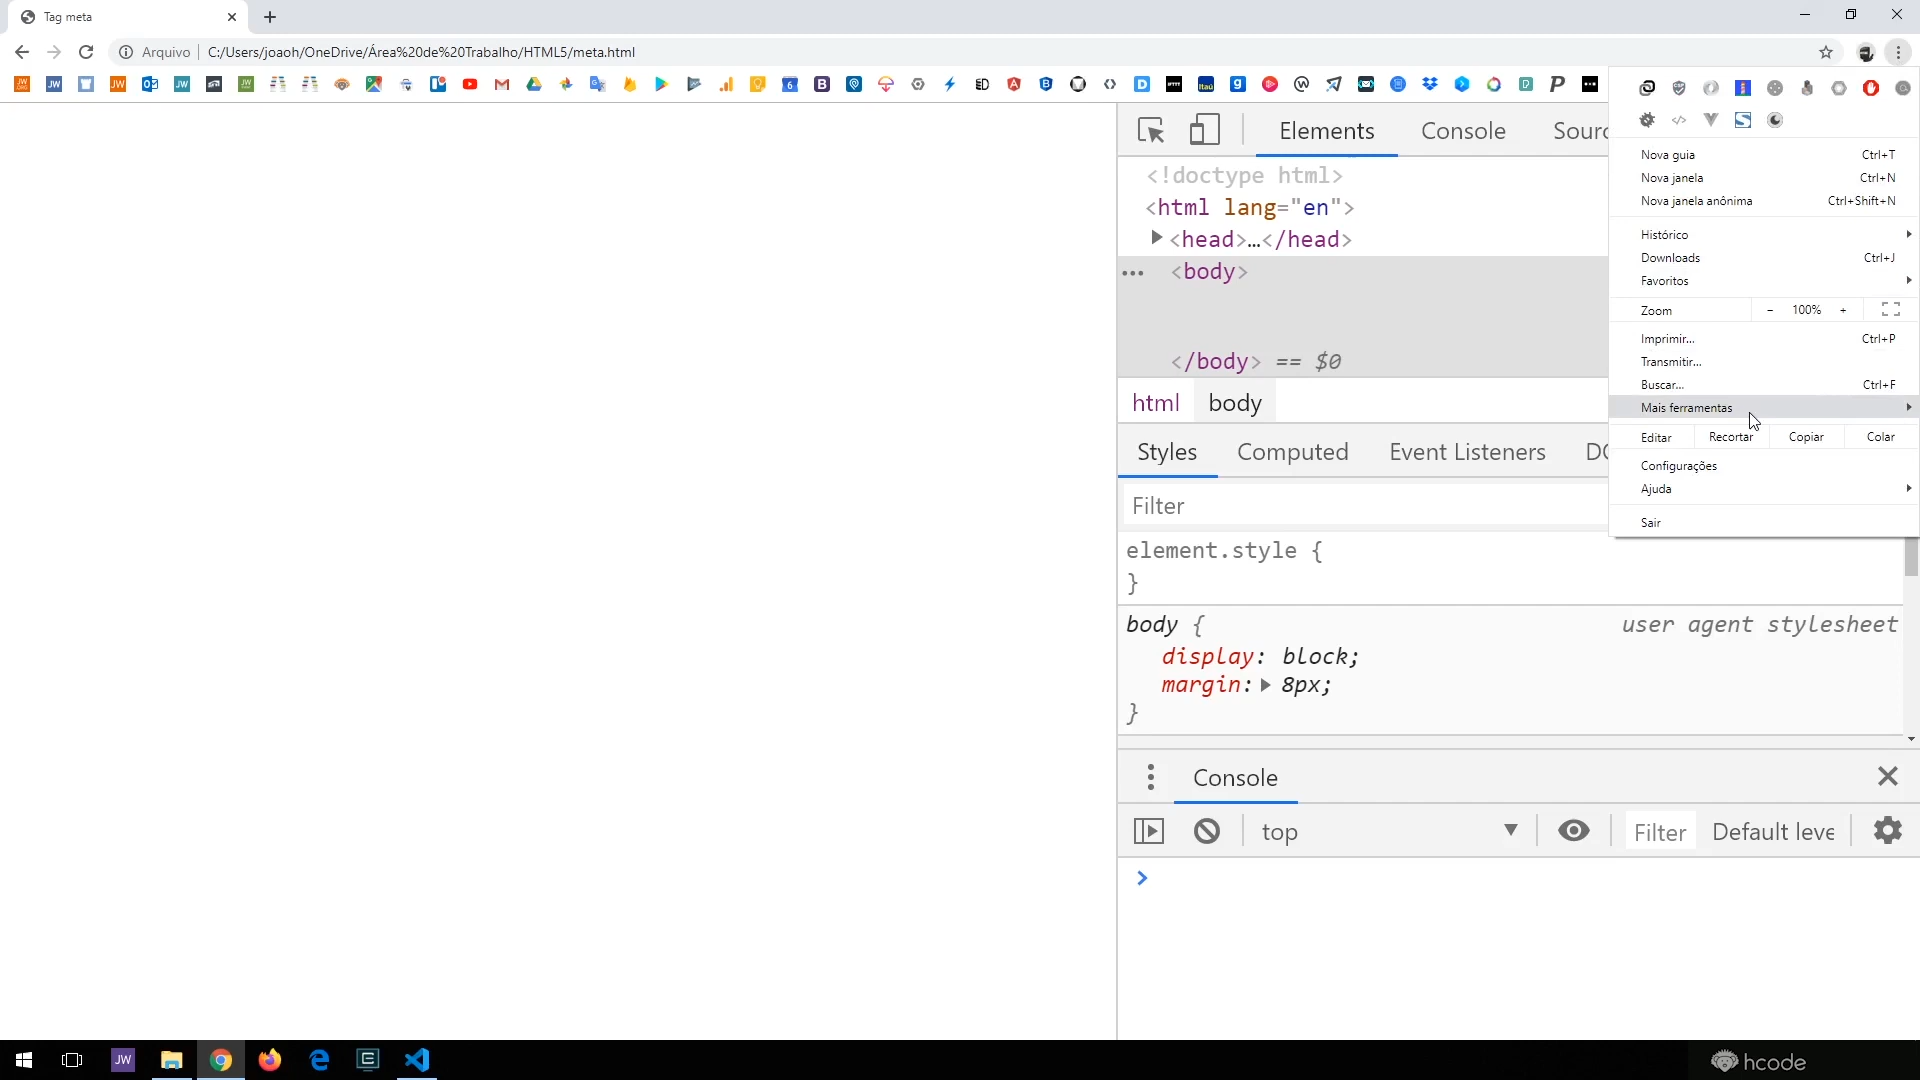 Tag meta
Arquivo C:/Users/joaoh/OneDrive/Área%20de%20Trabalho/HTML5/meta.html
Elements Console Sourc
<!doctype html>
<html lang="en">
<head>…</head>
<body>
</body> == $0
html body
Styles Computed Event Listeners DO
Filter
element.style {
}
body { user agent stylesheet
display: block;
margin: 8px;
}
Console
top Filter Default leve
Nova guia Ctrl+T
Nova janela Ctrl+N
Nova janela anônima Ctrl+Shift+N
Histórico
Downloads Ctrl+J
Favoritos
Zoom - 100% +
Imprimir... Ctrl+P
Transmitir...
Buscar... Ctrl+F
Mais ferramentas
Editar Recortar Copiar Colar
Configurações
Ajuda
Sair
JW
hcode